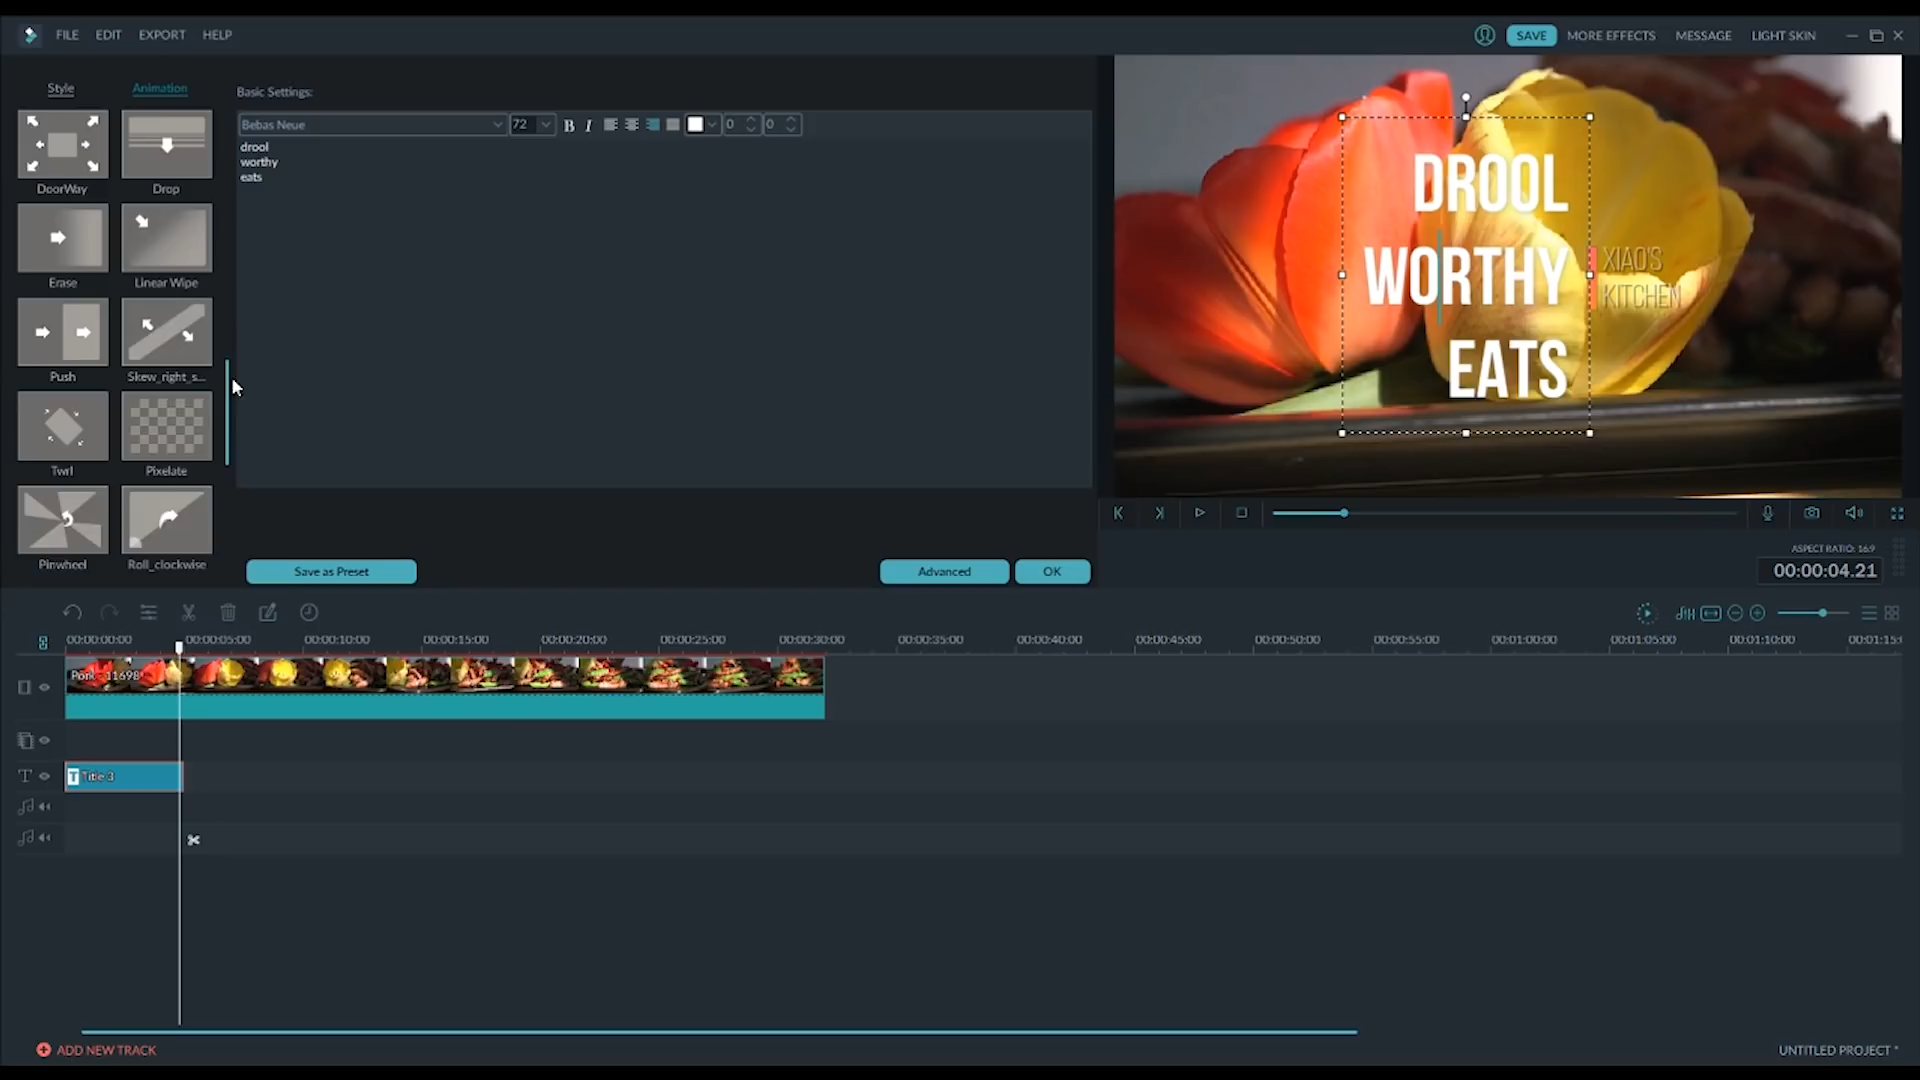 FILE EDIT EXPORT HELP
SAVE MORE EFFECTS MESSAGE LIGHT SKIN
Style Animation
Basic Settings:
Bebas Neue 72 B I 0 0
drool
worthy
eats
DoorWay Drop
Erase Linear Wipe
Push Skew_right_s...
Twrl Pixelate
Pinwheel Roll_clockwise
Save as Preset Advanced OK
DROOL
WORTHY
EATS
XIAO'S
KITCHEN
ASPECT RATIO: 16:9
00:00:04.21
00:00:00:00 00:00:05:00 00:00:10:00 00:00:15:00 00:00:20:00 00:00:25:00 00:00:30:00 00:00:35:00 00:00:40:00 00:00:45:00 00:00:50:00 00:00:55:00 00:01:00:00 00:01:05:00 00:01:10:00 00:01:15:
Pork - 11698
T Title 3
ADD NEW TRACK
UNTITLED PROJECT *